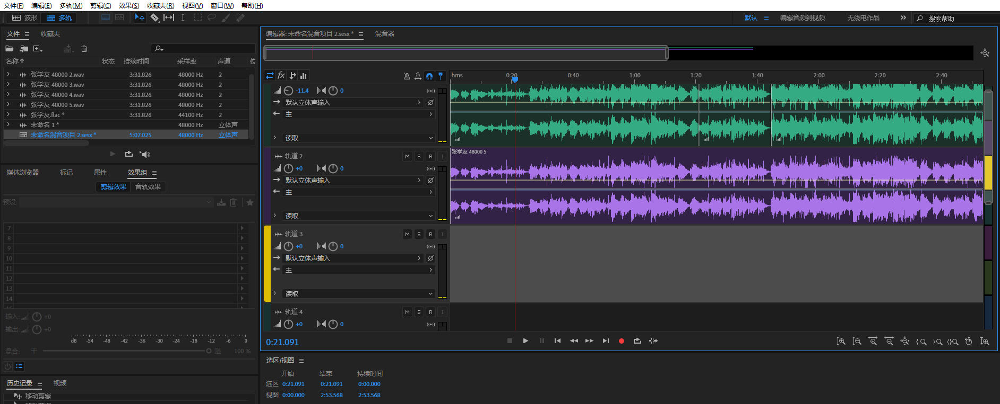 文件(F) 编辑(E) 多轨(M) 剪辑(C) 效果(S) 收藏夹(R) 视图(V) 窗口(W) 帮助(H)
波形 多轨 默认 编辑音频到视频 无线电作品 搜索帮助
文件 收藏夹
名称 状态 持续时间 采样率 声道 位
张学友 48000 2.wav 3:31.826 48000 Hz 2
张学友 48000 3.wav 3:31.826 48000 Hz 2
张学友 48000 4.wav 3:31.826 48000 Hz 2
张学友 48000 5.wav 3:31.826 48000 Hz 2
张学友.flac * 3:31.826 44100 Hz 2
未命名 1 * 48000 Hz 立体声
未命名混音项目 2.sesx * 5:07.025 48000 Hz 立体声
媒体浏览器 标记 属性 效果组
剪辑效果 音轨效果
预设:
7
8
9
10
11
12
13
14
输入: +0
输出: +0
dB -54 -48 -42 -36 -30 -24 -18 -12 -6 0
混合: 干 湿 100 %
历史记录 视频
移动剪辑
编辑器: 未命名混音项目 2.sesx * 混音器
fx
hms 0:20 0:40 1:00 1:20 1:40 2:00 2:20 2:40
-11.4 0
默认立体声输入
主
读取
轨道 2 M S R I
+0 0
默认立体声输入
主
读取
张学友 48000 5
轨道 3 M S R I
+0 0
默认立体声输入
主
读取
轨道 4 M S R I
+0 0
0:21.091
选区/视图
开始 结束 持续时间
选区 0:21.091 0:21.091 0:00.000
视图 0:00.000 2:53.568 2:53.568